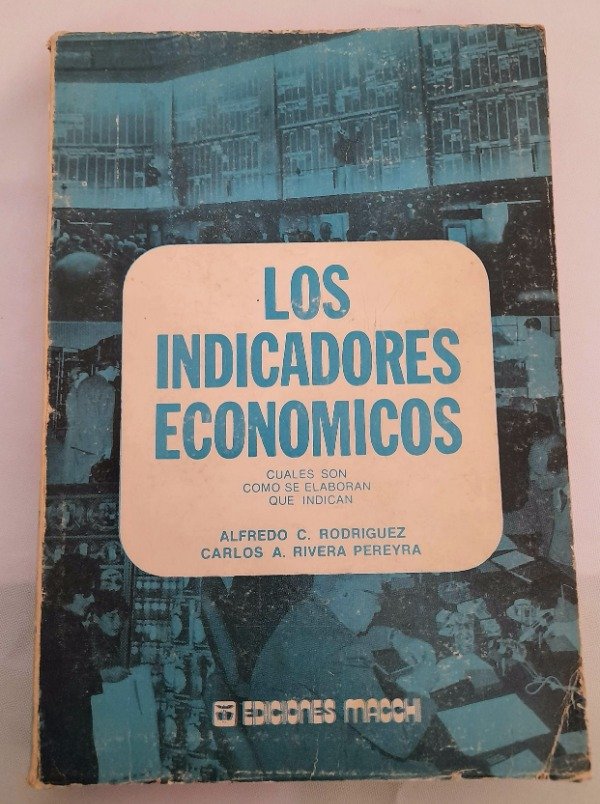 LOS
INDICADORES
ECONOMICOS
CUALES SON
COMO SE ELABORAN
QUE INDICAN
ALFREDO C. RODRIGUEZ
CARLOS A. RIVERA PEREYRA
EDICIONES MACCHI